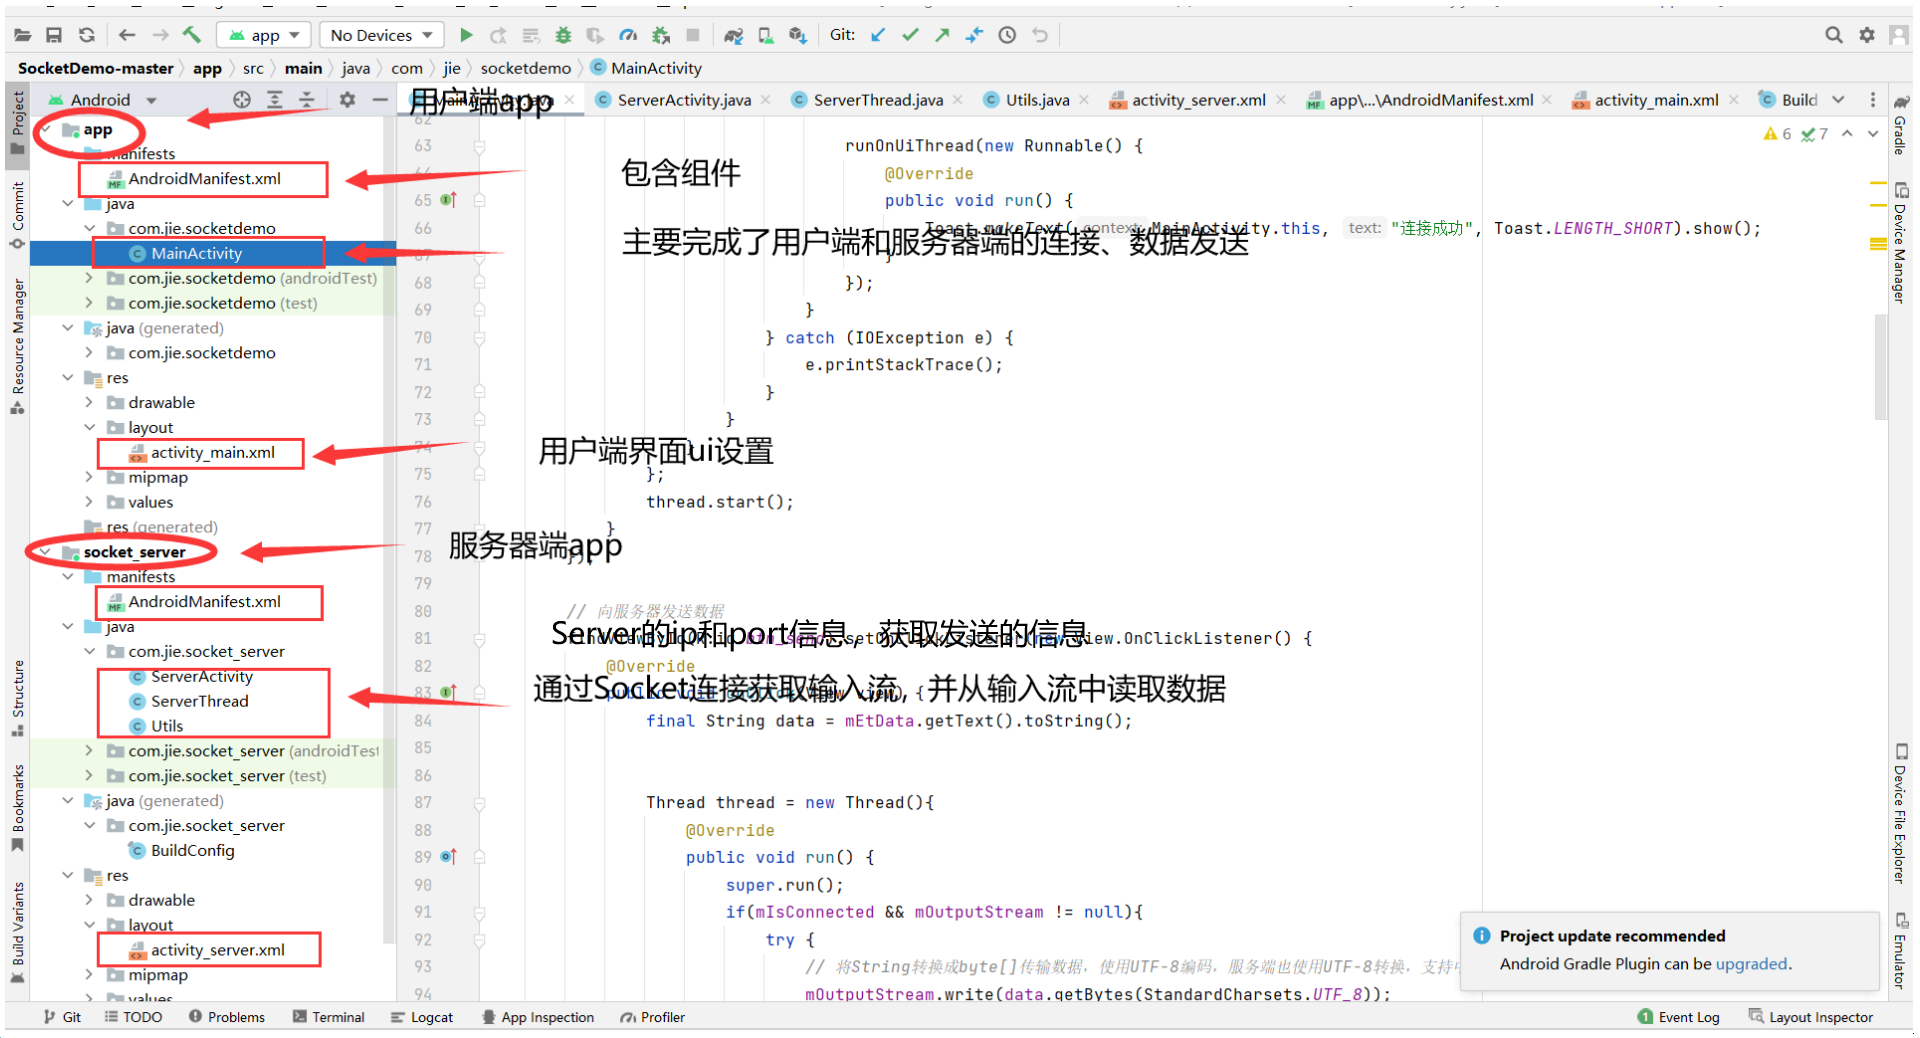 app
No Devices
Git:
SocketDemo-master
app
src
main
java
com
jie
socketdemo
MainActivity
Project
Commit
Resource Manager
Structure
Bookmarks
Build Variants
Android
app
manifests
AndroidManifest.xml
java
com.jie.socketdemo
MainActivity
com.jie.socketdemo (androidTest)
com.jie.socketdemo (test)
java (generated)
com.jie.socketdemo
res
drawable
layout
activity_main.xml
mipmap
values
res (generated)
socket_server
manifests
AndroidManifest.xml
java
com.jie.socket_server
ServerActivity
ServerThread
Utils
com.jie.socket_server (androidTest
com.jie.socket_server (test)
java (generated)
com.jie.socket_server
BuildConfig
res
drawable
layout
activity_server.xml
mipmap
values
MainActivity.java
ServerActivity.java
ServerThread.java
Utils.java
activity_server.xml
app\...\AndroidManifest.xml
activity_main.xml
Build
用户端app
6 7
62
63 runOnUiThread(new Runnable() {
包含组件
64 @Override
65 public void run() {
66 Toast.makeText( context: MainActivity.this, text: "连接成功", Toast.LENGTH_SHORT).show();
主要完成了用户端和服务器端的连接、数据发送
67 }
68 });
69 }
70 } catch (IOException e) {
71 e.printStackTrace();
72 }
73 }
74 }
用户端界面ui设置
75 };
76 thread.start();
77 }
服务器端app
78 });
79
80 // 向服务器发送数据
Server的ip和port信息，获取发送的信息
81 findViewById(R.id.btn_send).setOnClickListener(new View.OnClickListener() {
82 @Override
通过Socket连接获取输入流，并从输入流中读取数据
83 public void onClick(View view) {
84 final String data = mEtData.getText().toString();
85
86
87 Thread thread = new Thread(){
88 @Override
89 public void run() {
90 super.run();
91 if(mIsConnected && mOutputStream != null){
92 try {
93 // 将String转换成byte[]传输数据，使用UTF-8编码，服务端也使用UTF-8转换，支持
94 mOutputStream.write(data.getBytes(StandardCharsets.UTF_8));
Project update recommended
Android Gradle Plugin can be upgraded.
Gradle
Device Manager
Device File Explorer
Emulator
Git
TODO
Problems
Terminal
Logcat
App Inspection
Profiler
1 Event Log
Layout Inspector